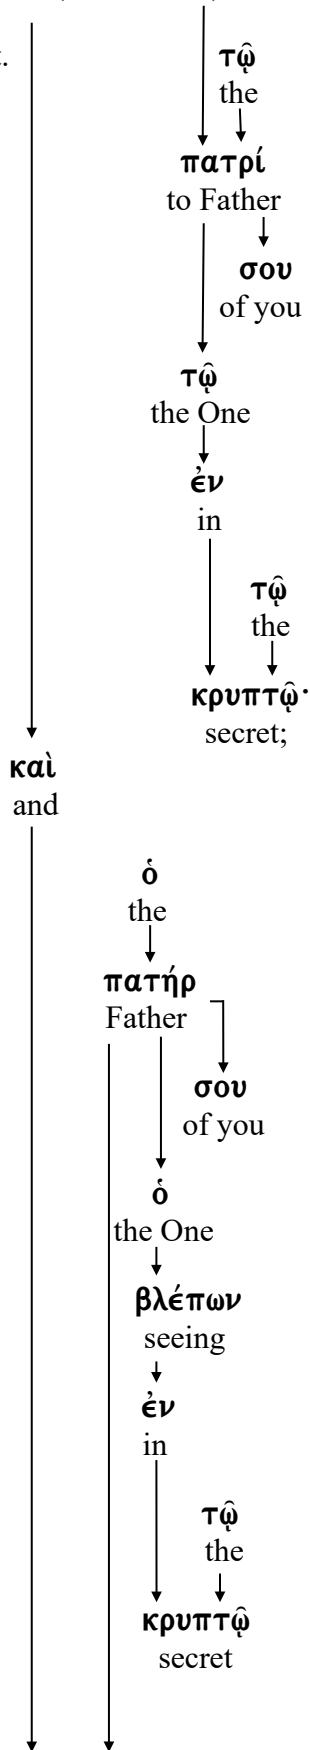 τῷ
the
πατρί
to Father
σου
of you
τῷ
the One
ἐν
in
τῷ
the
κρυπτῷ·
secret;
καὶ
and
ὁ
the
πατήρ
Father
σου
of you
ὁ
the One
βλέπων
seeing
ἐν
in
τῷ
the
κρυπτῷ
secret